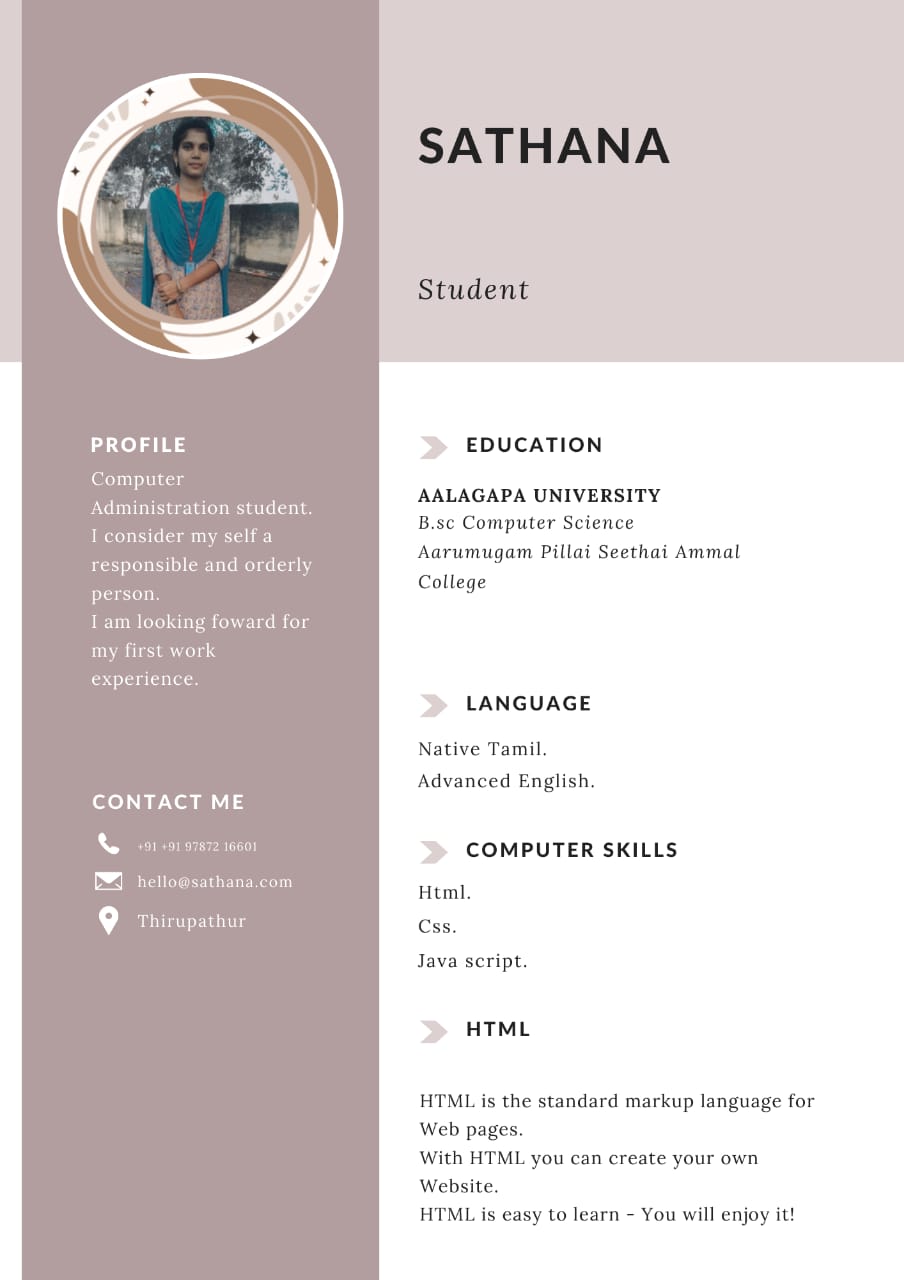 SATHANA
Student
PROFILE
Computer
Administration student.
I consider my self a
responsible and orderly
person.
I am looking foward for
my first work
experience.
CONTACT ME
+91 +91 97872 16601
hello@sathana.com
Thirupathur
EDUCATION
AALAGAPA UNIVERSITY
B.sc Computer Science
Aarumugam Pillai Seethai Ammal
College
LANGUAGE
Native Tamil.
Advanced English.
COMPUTER SKILLS
Html.
Css.
Java script.
HTML
HTML is the standard markup language for
Web pages.
With HTML you can create your own
Website.
HTML is easy to learn - You will enjoy it!